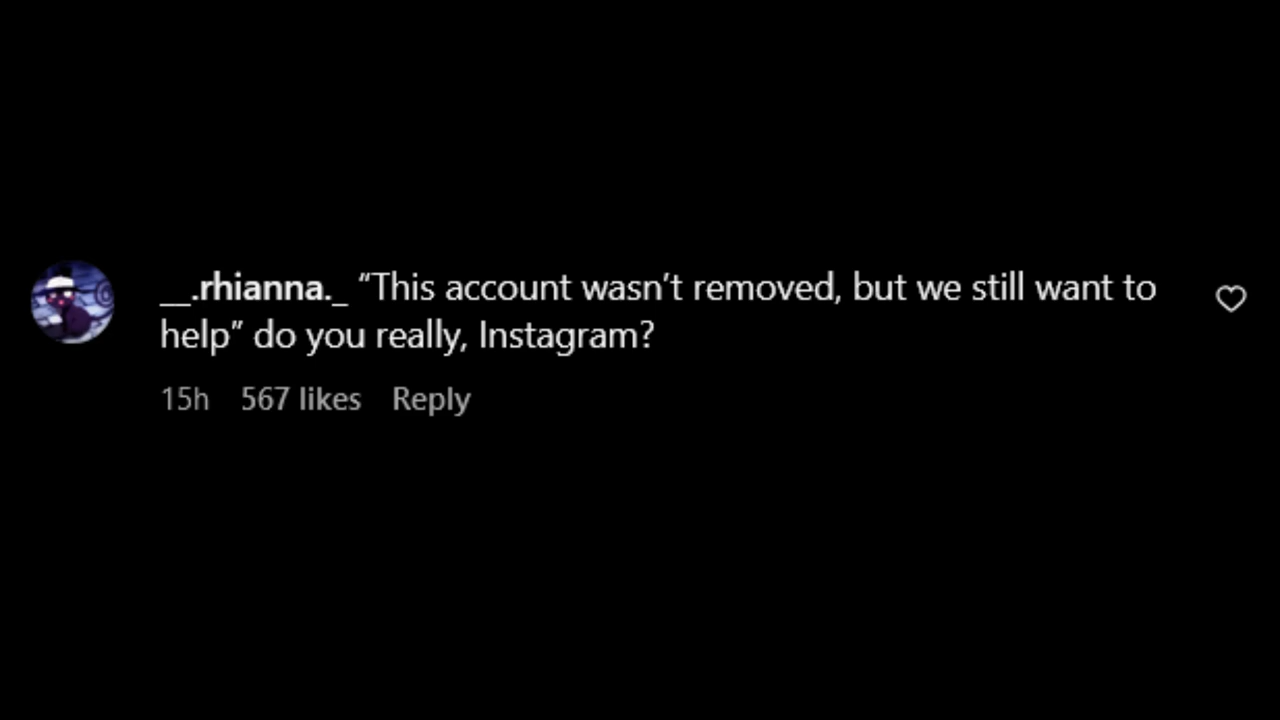 __.rhianna._ “This account wasn’t removed, but we still want to
help” do you really, Instagram?
15h 567 likes Reply